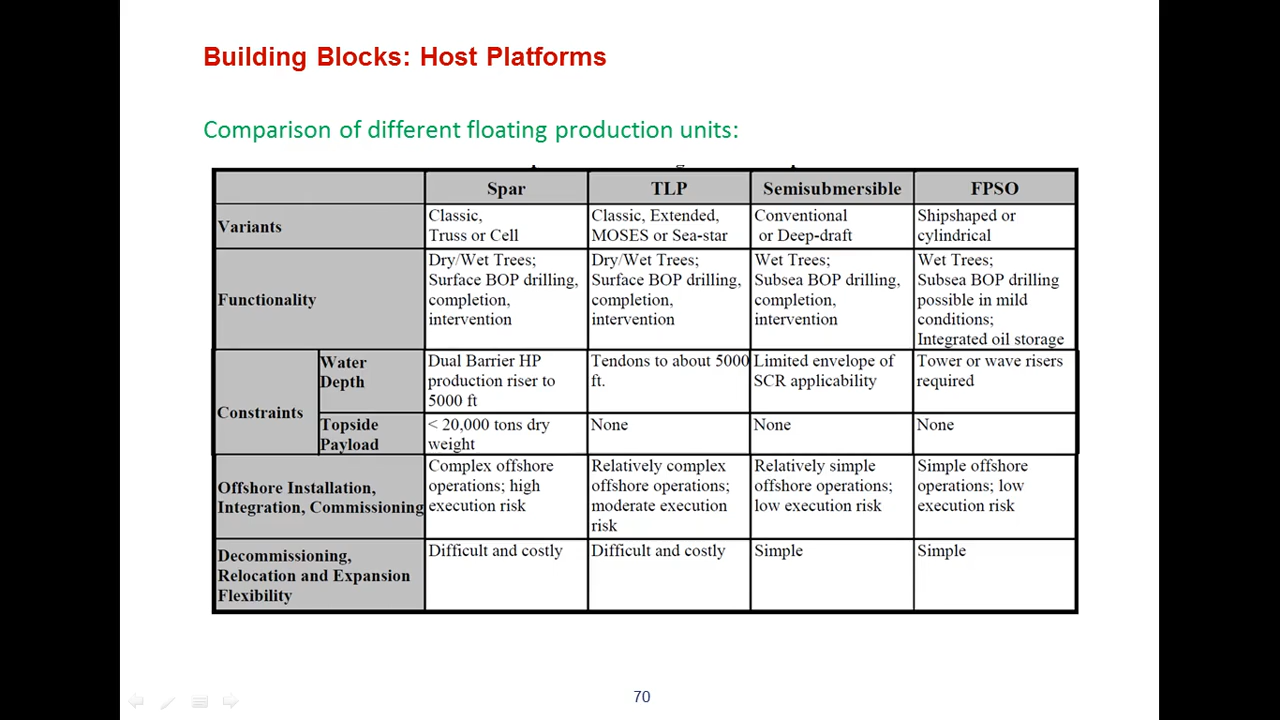 Building Blocks: Host Platforms
Comparison of different floating production units:
Spar TLP Semisubmersible FPSO
Variants
Classic,
Truss or Cell
Classic, Extended,
MOSES or Sea-star
Conventional
or Deep-draft
Shipshaped or
cylindrical
Functionality
Dry/Wet Trees;
Surface BOP drilling,
completion,
intervention
Dry/Wet Trees;
Surface BOP drilling,
completion,
intervention
Wet Trees;
Subsea BOP drilling,
completion,
intervention
Wet Trees;
Subsea BOP drilling
possible in mild
conditions;
Integrated oil storage
Constraints
Water
Depth
Dual Barrier HP
production riser to
5000 ft
Tendons to about 5000
ft.
Limited envelope of
SCR applicability
Tower or wave risers
required
Topside
Payload
< 20,000 tons dry
weight
None
None
None
Offshore Installation,
Integration, Commissioning
Complex offshore
operations; high
execution risk
Relatively complex
offshore operations;
moderate execution
risk
Relatively simple
offshore operations;
low execution risk
Simple offshore
operations; low
execution risk
Decommissioning,
Relocation and Expansion
Flexibility
Difficult and costly
Difficult and costly
Simple
Simple
70